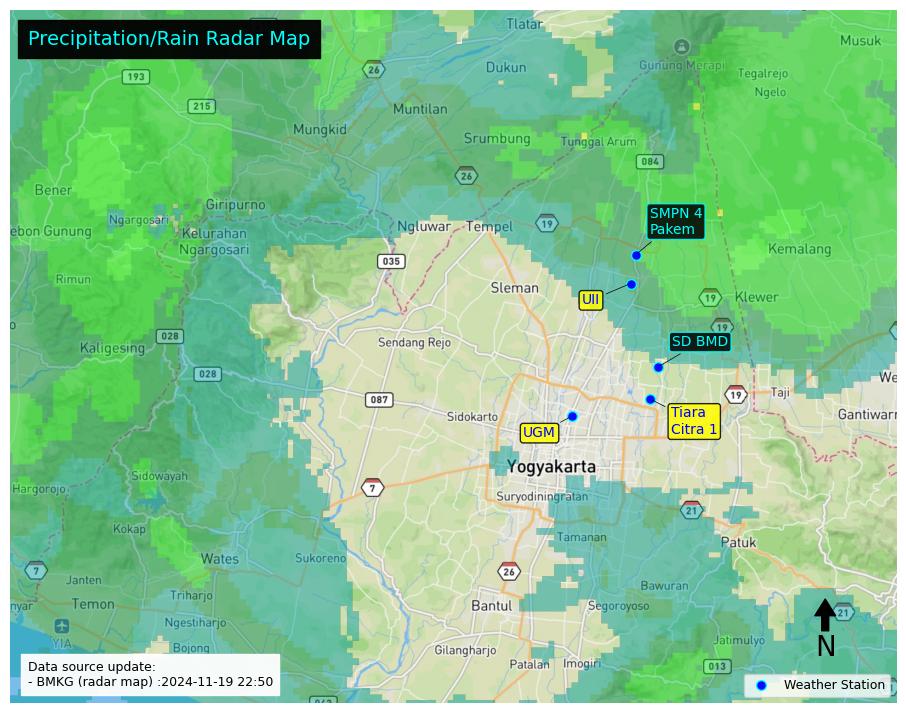 Precipitation/Rain Radar Map
Tlatar
Musuk
Gunung Merapi
26
Dukun
Tegalrejo
193
Ngelo
215
Muntilan
Mungkid
Srumbung
Tunggal Arum
084
26
Bener
Giripurno
SMPN 4
Pakem
Ngargosari
ebon Gunung
Kelurahan
Ngargosari
Ngluwar
Tempel
19
Kemalang
035
Rimun
Sleman
UII
19
Klewer
19
028
Kaligesing
Sendang Rejo
SD BMD
028
We
087
19
Taji
Sidokarto
Tiara
Citra 1
Gantiwarn
UGM
Yogyakarta
Sidowayah
Hargorojo
7
Suryodiningratan
21
Kokap
Tamanan
Patuk
Wates
Sukoreno
7
26
Janten
Bawuran
Triharjo
nyar
Temon
Bantul
Segoroyoso
21
Ngestiharjo
YIA
Jatimulyo
N
Bojong
Gilangharjo
Patalan
Imogiri
013
Data source update:
- BMKG (radar map) :2024-11-19 22:50
Weather Station